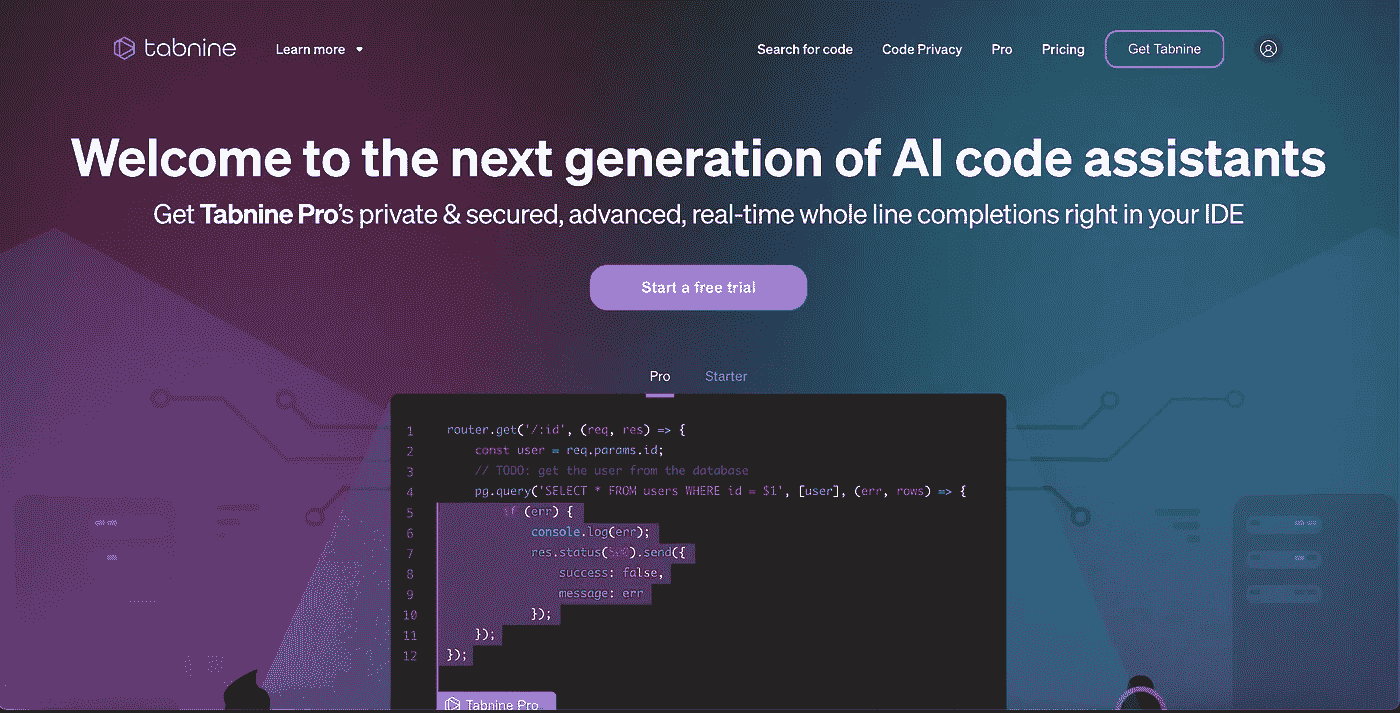 tabnine
Learn more
Search for code
Code Privacy
Pro
Pricing
Get Tabnine
Welcome to the next generation of AI code assistants
Get Tabnine Pro's private & secured, advanced, real-time whole line completions right in your IDE
Start a free trial
Pro
Starter
1 router.get('/:id', (req, res) => {
2 const user = req.params.id;
3 // TODO: get the user from the database
4 pg.query('SELECT * FROM users WHERE id = $1', [user], (err, rows) => {
5 if (err) {
6 console.log(err);
7 res.status().send({
8 success: false,
9 message: err
10 });
11 });
12 });
Tabnine Pro